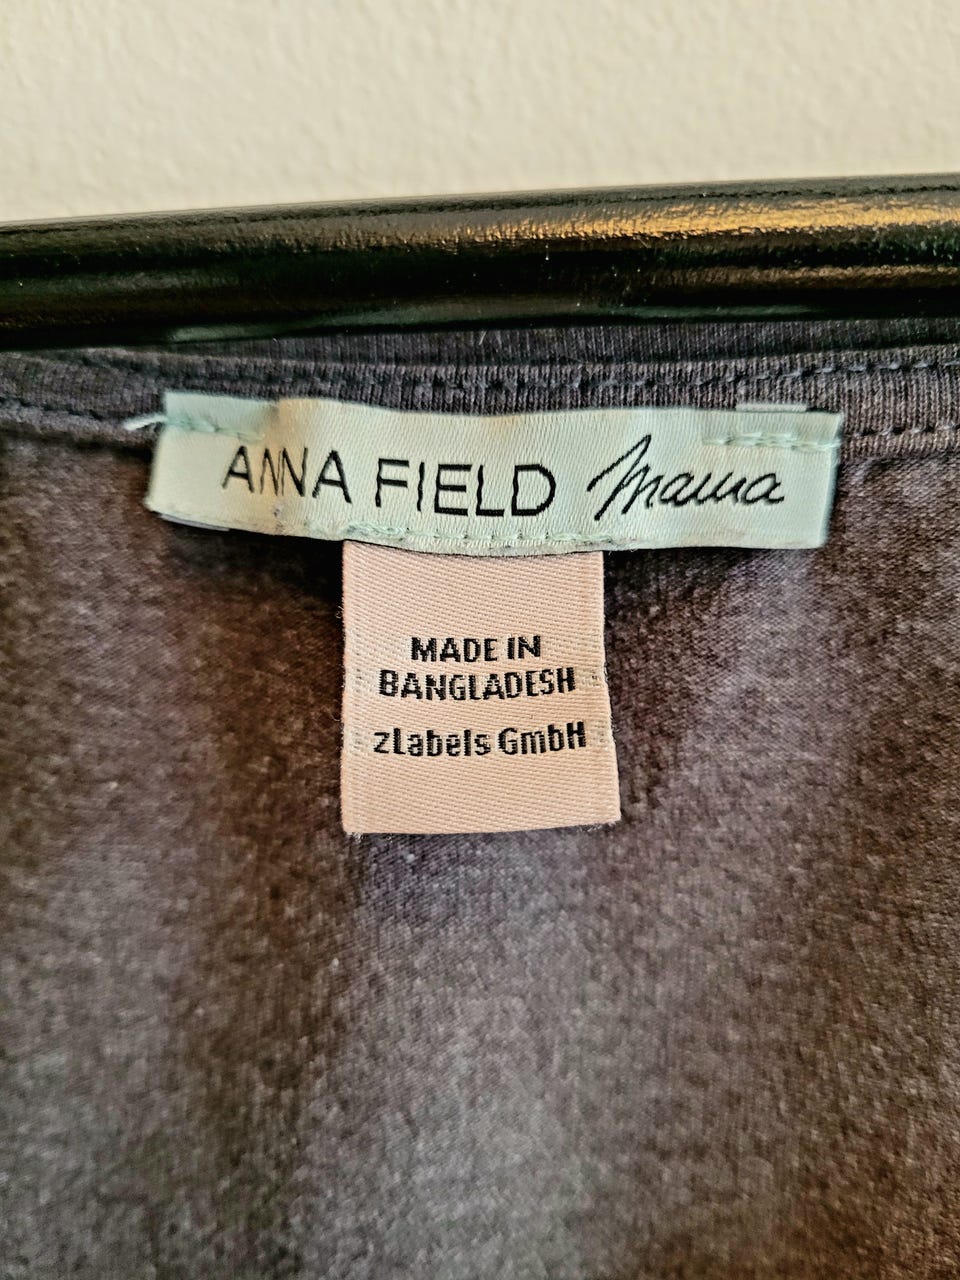 ANNA FIELD Mama
MADE IN
BANGLADESH
zLabels GmbH